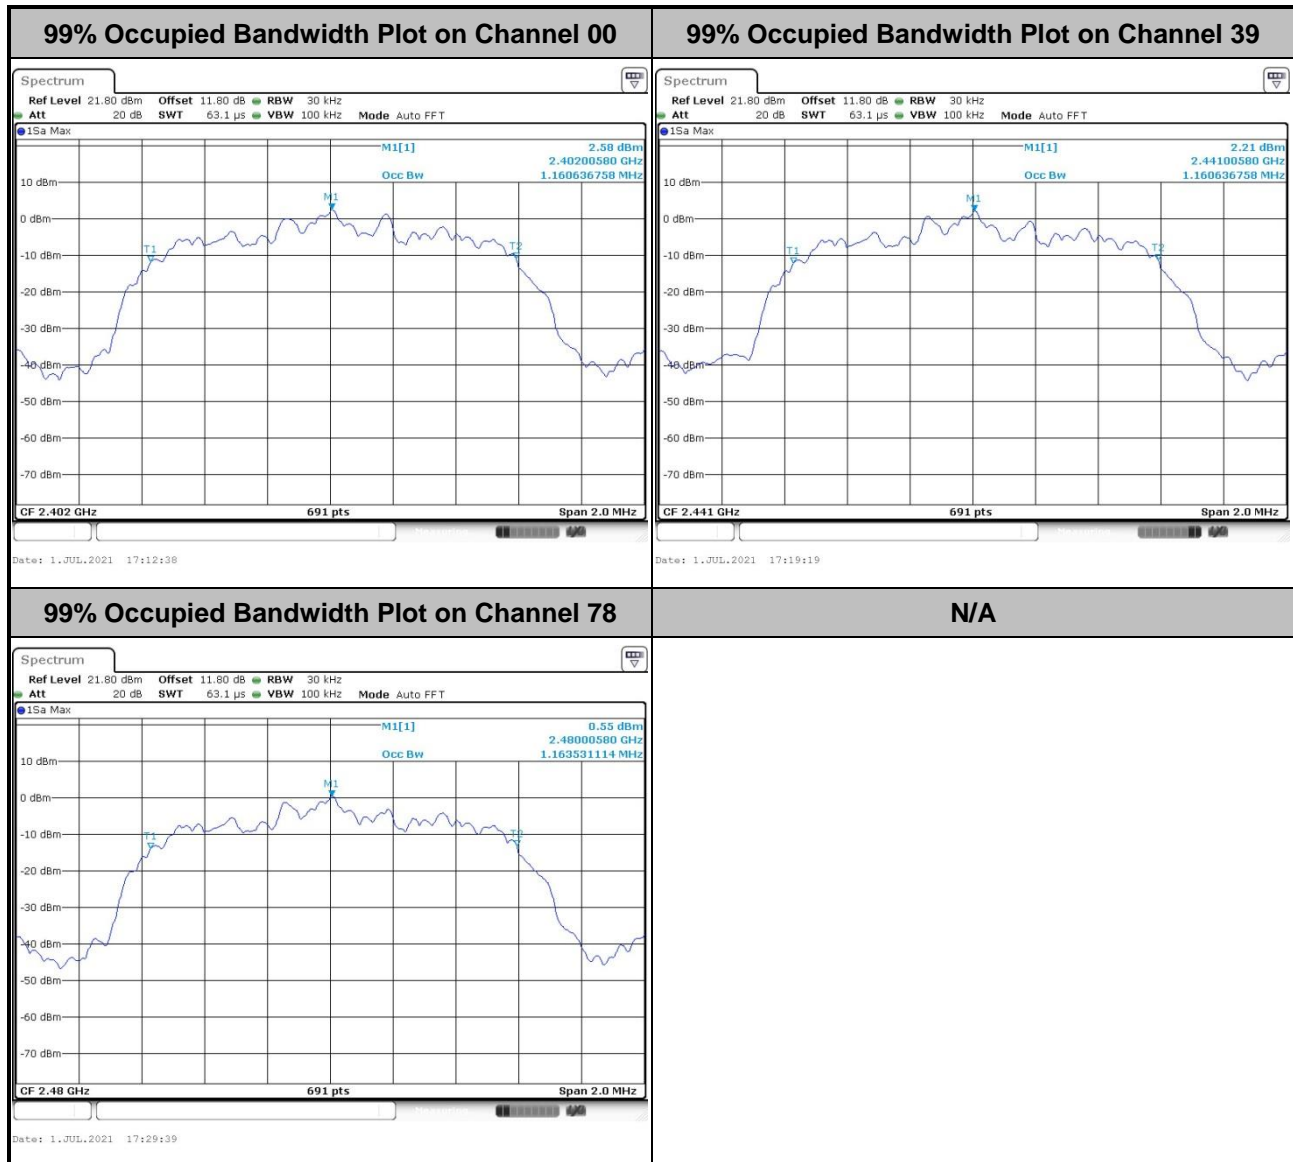 99% Occupied Bandwidth Plot on Channel 00
Spectrum
Ref Level 21.80 dBm Offset 11.80 dB RBW 30 kHz
Att 20 dB SWT 63.1 µs VBW 100 kHz Mode Auto FFT
1Sa Max
M1[1] 2.58 dBm
2.40200580 GHz
Occ Bw 1.160636758 MHz
10 dBm
M1
0 dBm
T1
T2
-10 dBm
-20 dBm
-30 dBm
-40 dBm
-50 dBm
-60 dBm
-70 dBm
CF 2.402 GHz 691 pts Span 2.0 MHz
Date: 1.JUL.2021 17:12:38
99% Occupied Bandwidth Plot on Channel 39
Spectrum
Ref Level 21.80 dBm Offset 11.80 dB RBW 30 kHz
Att 20 dB SWT 63.1 µs VBW 100 kHz Mode Auto FFT
1Sa Max
M1[1] 2.21 dBm
2.44100580 GHz
Occ Bw 1.160636758 MHz
10 dBm
M1
0 dBm
T1
T2
-10 dBm
-20 dBm
-30 dBm
-40 dBm
-50 dBm
-60 dBm
-70 dBm
CF 2.441 GHz 691 pts Span 2.0 MHz
Date: 1.JUL.2021 17:19:19
99% Occupied Bandwidth Plot on Channel 78
Spectrum
Ref Level 21.80 dBm Offset 11.80 dB RBW 30 kHz
Att 20 dB SWT 63.1 µs VBW 100 kHz Mode Auto FFT
1Sa Max
M1[1] 0.55 dBm
2.48000580 GHz
Occ Bw 1.163531114 MHz
10 dBm
M1
0 dBm
T1
T2
-10 dBm
-20 dBm
-30 dBm
-40 dBm
-50 dBm
-60 dBm
-70 dBm
CF 2.48 GHz 691 pts Span 2.0 MHz
Date: 1.JUL.2021 17:29:39
N/A